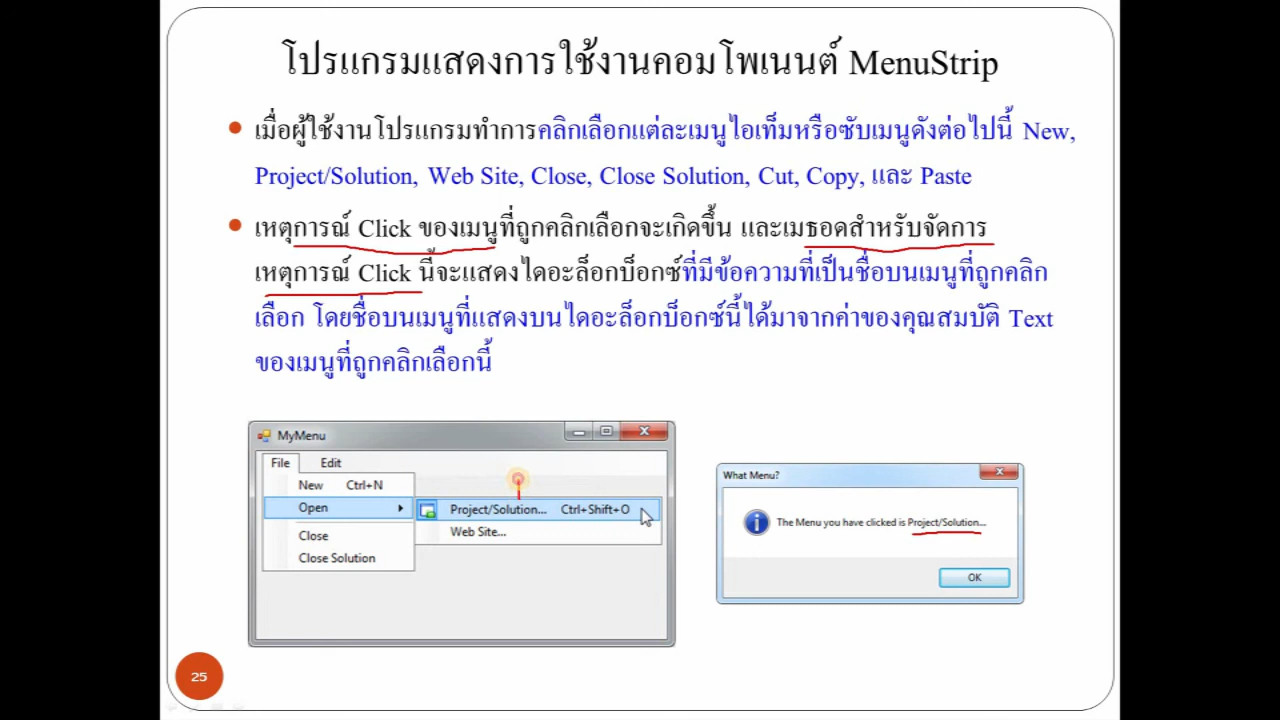 โปรแกรมแสดงการใช้งานคอมโพเนนต์ MenuStrip
เมื่อผู้ใช้งานโปรแกรมทำการคลิกเลือกแต่ละเมนูไอเท็มหรือซับเมนูดังต่อไปนี้ New,
Project/Solution, Web Site, Close, Close Solution, Cut, Copy, และ Paste
เหตุการณ์ Click ของเมนูที่ถูกคลิกเลือกจะเกิดขึ้น และเมธอดสำหรับจัดการ
เหตุการณ์ Click นี้จะแสดงไดอะล็อกบ็อกซ์ที่มีข้อความที่เป็นชื่อบนเมนูที่ถูกคลิก
เลือก โดยชื่อบนเมนูที่แสดงบนไดอะล็อกบ็อกซ์นี้ได้มาจากค่าของคุณสมบัติ Text
ของเมนูที่ถูกคลิกเลือกนี้
MyMenu
File Edit
New Ctrl+N
Open
Project/Solution... Ctrl+Shift+O
Web Site...
Close
Close Solution
What Menu?
The Menu you have clicked is Project/Solution...
OK
25